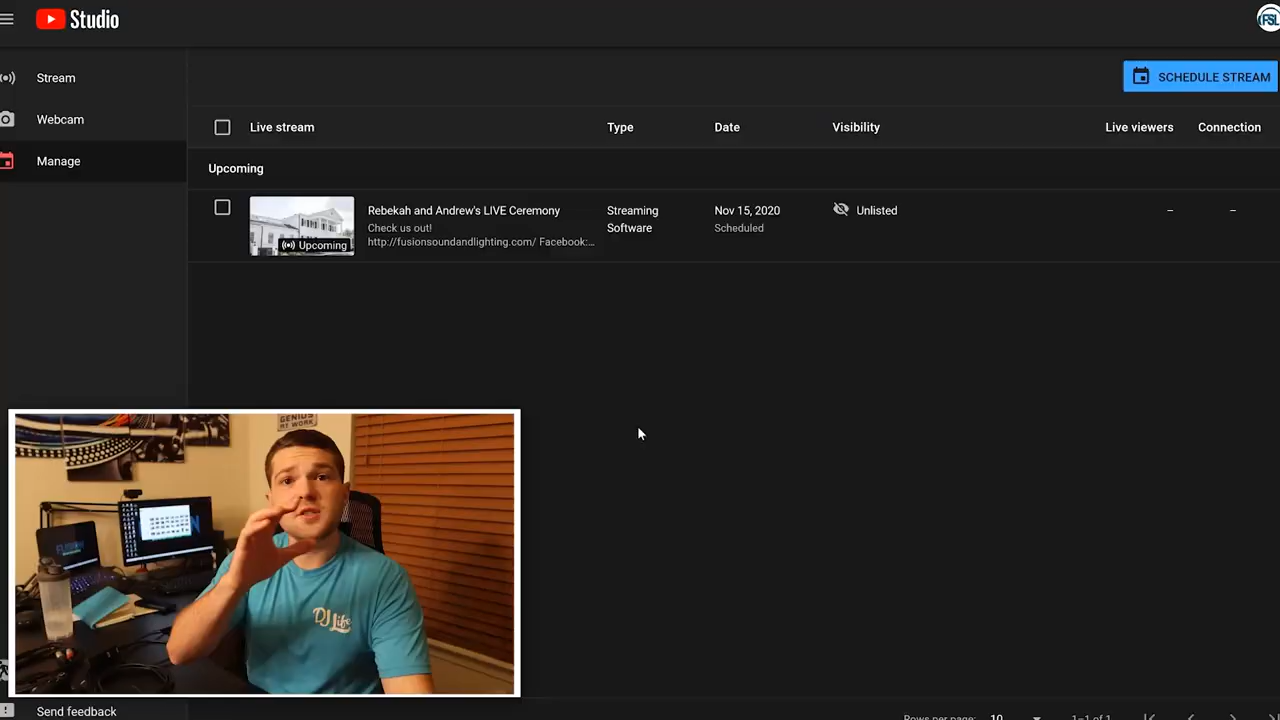 Studio
FSL
Stream
SCHEDULE STREAM
Webcam
Live stream
Type
Date
Visibility
Live viewers
Connection
Manage
Upcoming
Rebekah and Andrew's LIVE Ceremony
Check us out!
http://fusionsoundandlighting.com/ Facebook:...
Upcoming
Streaming
Software
Nov 15, 2020
Scheduled
Unlisted
–
–
GENIUS
AT WORK
DJ Life
Send feedback
Rows per page:
10
1–1 of 1